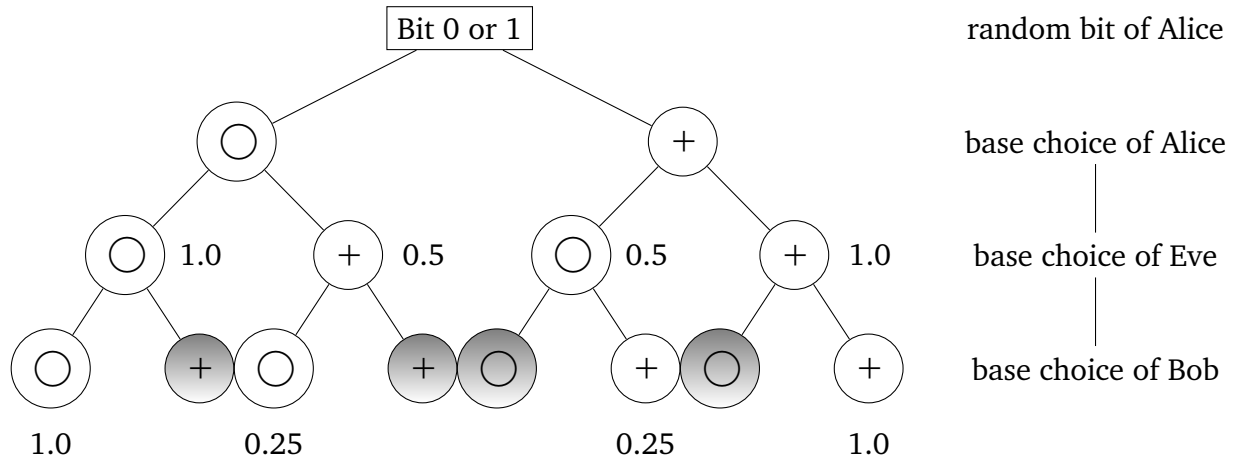 Bit 0 or 1 random bit of Alice
○ + base choice of Alice
○ 1.0 + 0.5 ○ 0.5 + 1.0 base choice of Eve
○ + ○ + ○ + ○ + base choice of Bob
1.0 0.25 0.25 1.0